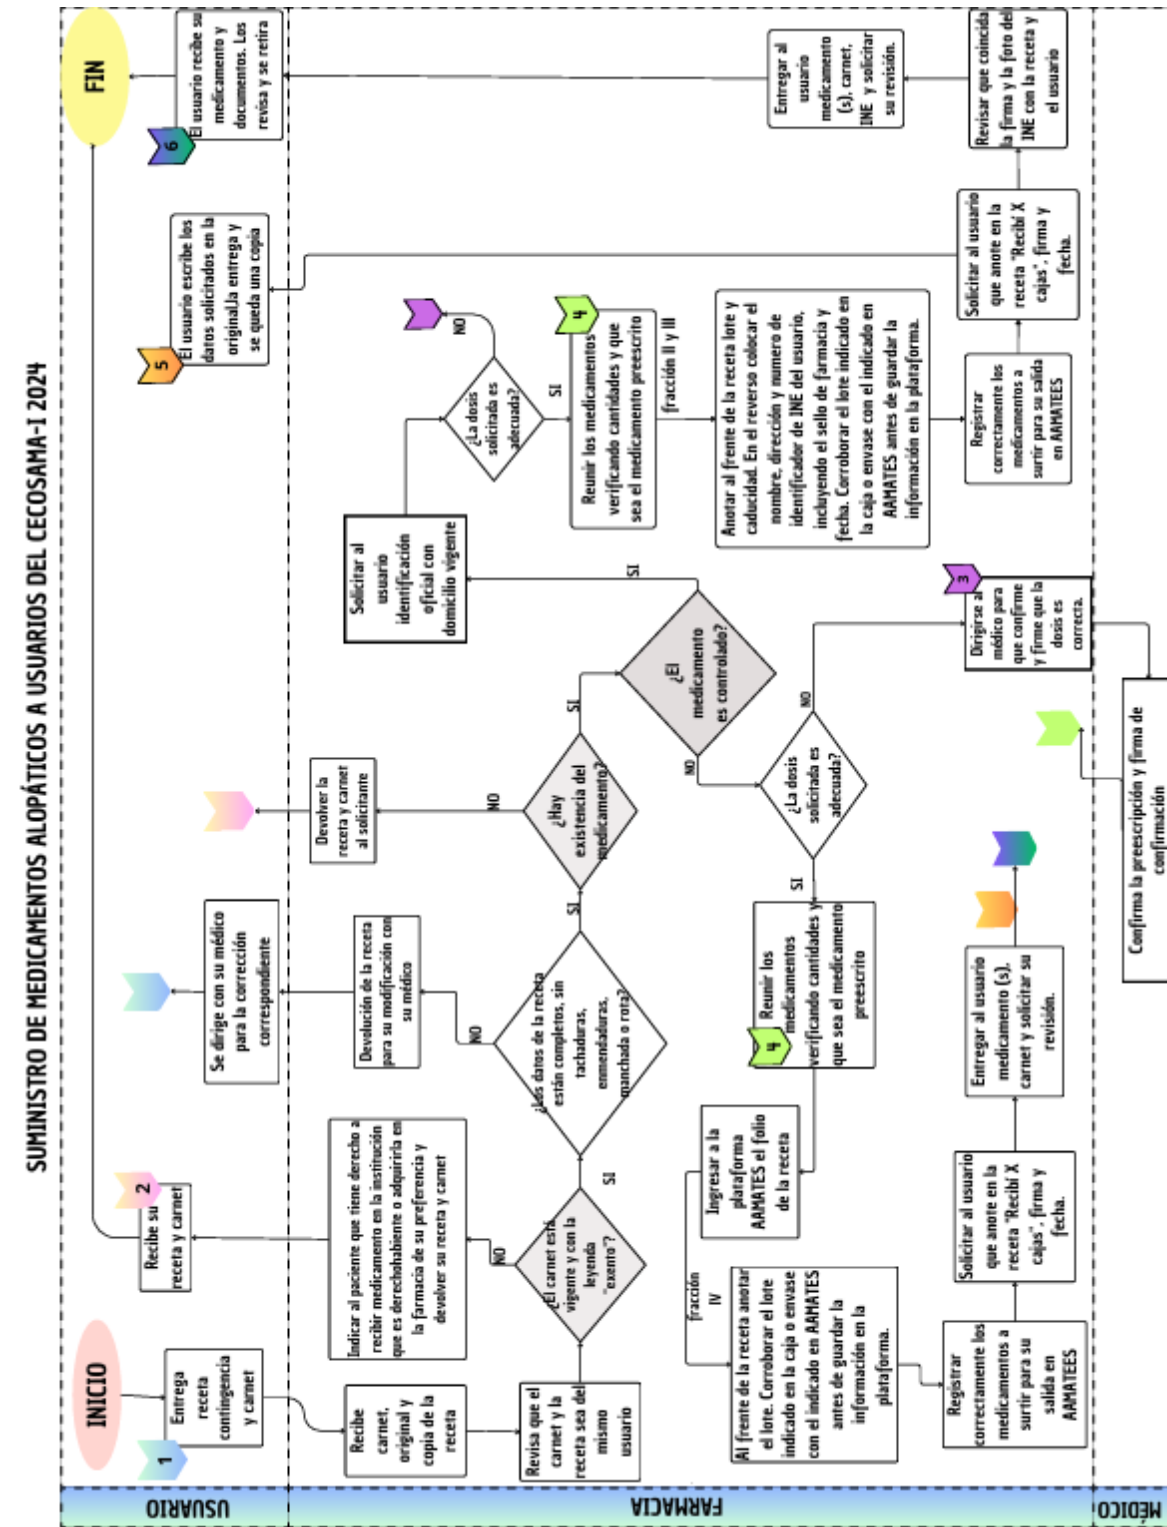 SUMINISTRO DE MEDICAMENTOS ALOPÁTICOS A USUARIOS DEL CECOSAMA-I 2024
USUARIO
INICIO
1
Entrega
receta
contingencia
y carnet
2
Recibe su
receta y carnet
Se dirige con su médico
para la corrección
correspondiente
5
El usuario escribe los
datos solicitados en la
original,la entrega y
se queda una copia
6
El usuario recibe su
medicamento y
documentos. Los
revisa y se retira
FIN
FARMACIA
Recibe
carnet,
original y
copia de la
receta
Revisa que el
carnet y la
receta sea del
mismo
usuario
¿El carnet está
vigente y con la
leyenda
"exento"?
NO
Indicar al paciente que tiene derecho a
recibir medicamento en la institución
que es derechohabiente o adquirirla en
la farmacia de su preferencia y
devolver su receta y carnet
SI
¿Los datos de la receta
están completos, sin
tachaduras,
enmendaduras,
manchada o rota?
NO
Devolución de la receta
para su modificación con
su médico
SI
¿Hay
existencia del
medicamento?
NO
Devolver la
receta y carnet
al solicitante
SI
¿El
medicamento
es controlado?
SI
Solicitar al
usuario
identificación
oficial con
domicilio vigente
¿La dosis
solicitada es
adecuada?
NO
SI
4
Reunir los medicamentos
verificando cantidades y que
sea el medicamento preescrito
fracción II y III
Anotar al frente de la receta lote y
caducidad. En el reverso colocar el
nombre, dirección y numero de
identificador de INE del usuario,
incluyendo el sello de farmacia y
fecha. Corroborar el lote indicado en
la caja o envase con el indicado en
AAMATES antes de guardar la
información en la plataforma.
Registrar
correctamente los
medicamentos a
surtir para su salida
en AAMATEES
Solicitar al usuario
que anote en la
receta "Recibí X
cajas", firma y
fecha.
Revisar que coincida
la firma y la foto del
INE con la receta y
el usuario
Entregar al
usuario
medicamento
(s), carnet,
INE y solicitar
su revisión.
NO
¿La dosis
solicitada es
adecuada?
NO
3
Dirigirse al
médico para
que confirme
y firme que la
dosis es
correcta.
SI
4
Reunir los
medicamentos
verificando cantidades y
que sea el medicamento
preescrito
Ingresar a la
plataforma
AAMATES el folio
de la receta
fracción
IV
Al frente de la receta anotar
el lote. Corroborar el lote
indicado en la caja o envase
con el indicado en AAMATES
antes de guardar la
información en la
plataforma.
Registrar
correctamente los
medicamentos a
surtir para su
salida en
AAMATEES
Solicitar al usuario
que anote en la
receta "Recibí X
cajas", firma y
fecha.
Entregar al usuario
medicamento (s),
carnet y solicitar su
revisión.
MÉDICO
Confirma la preescripción y firma de
confirmación